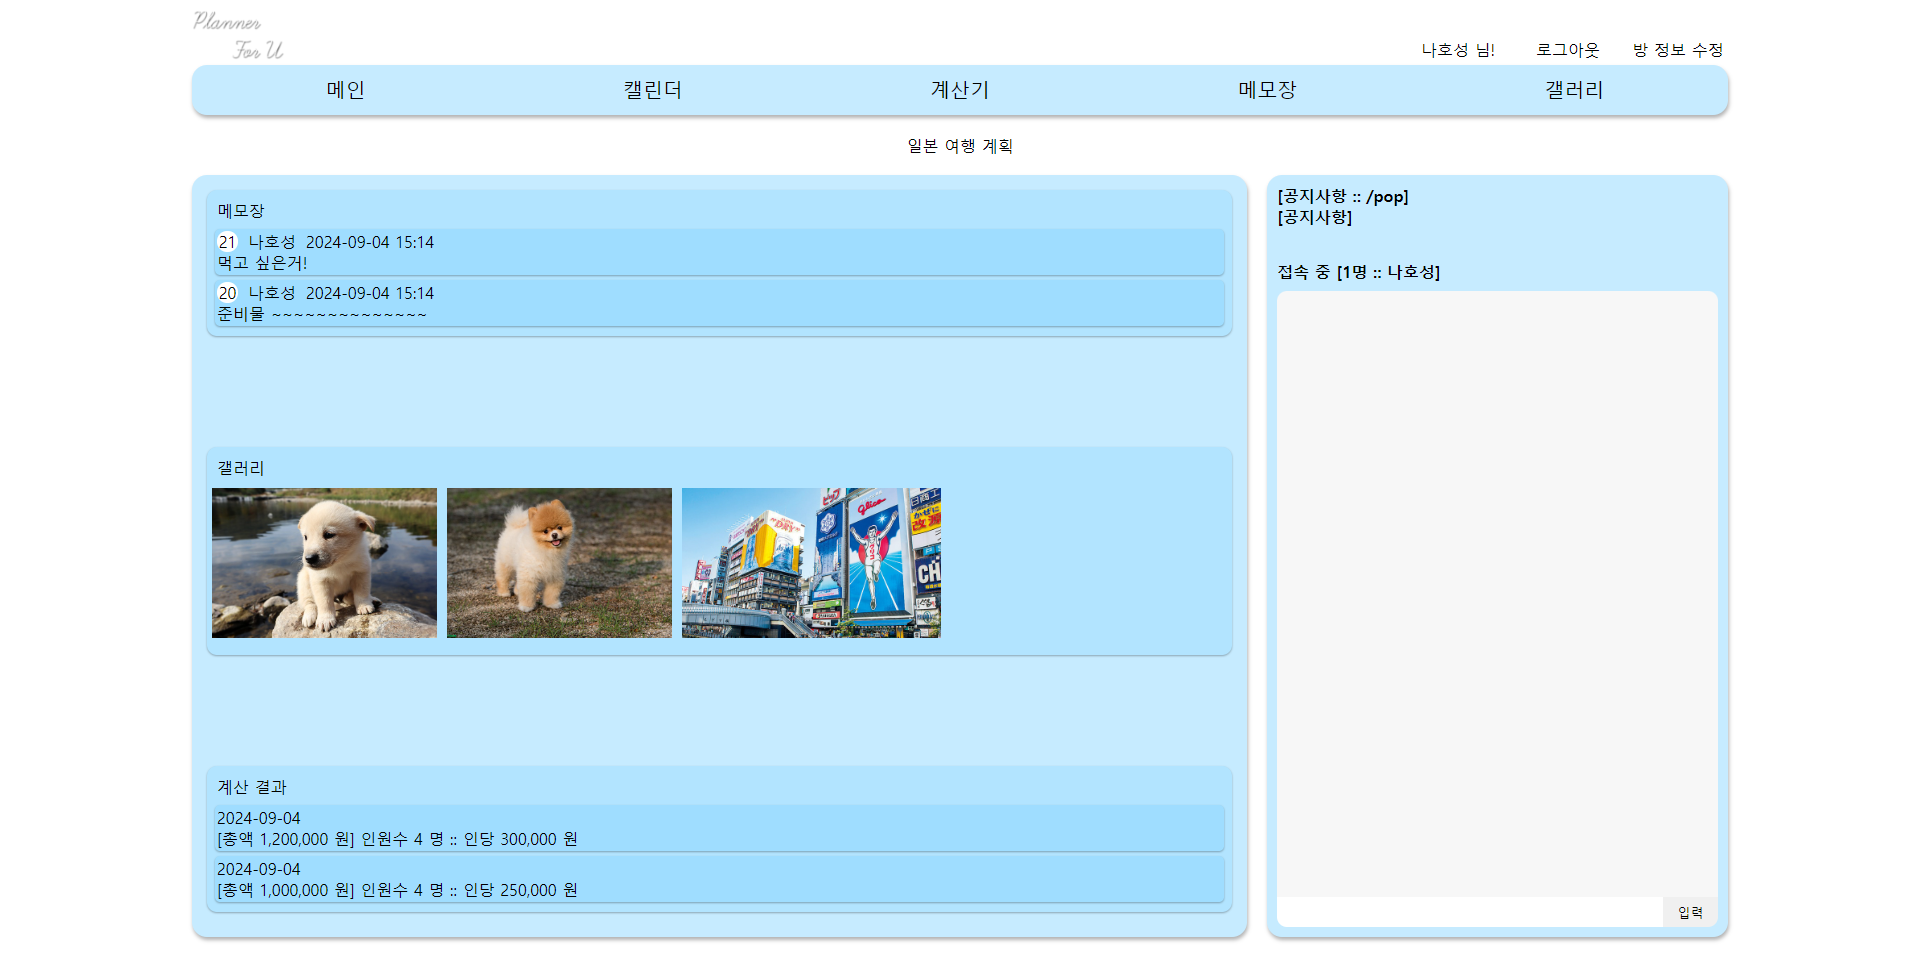 Planner
For U
나호성 님! 로그아웃 방 정보 수정
메인 캘린더 계산기 메모장 갤러리
일본 여행 계획
메모장
21 나호성 2024-09-04 15:14
먹고 싶은거!
20 나호성 2024-09-04 15:14
준비물 ~~~~~~~~~~~~~~
갤러리
Glico
DRY
CH
계산 결과
2024-09-04
[총액 1,200,000 원] 인원수 4 명 :: 인당 300,000 원
2024-09-04
[총액 1,000,000 원] 인원수 4 명 :: 인당 250,000 원
[공지사항 :: /pop]
[공지사항]
접속 중 [1명 :: 나호성]
입력